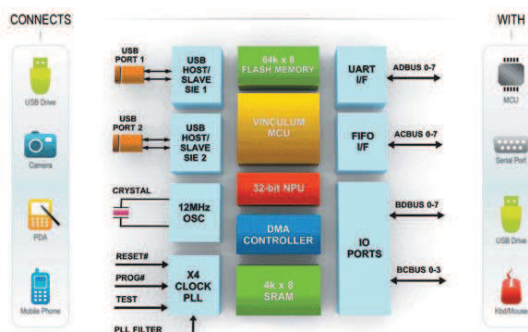 CONNECTS
WITH
USB Drive
Camera
PDA
Mobile Phone
USB
PORT 1
USB
PORT 2
CRYSTAL
RESET#
PROG#
TEST
PLL FILTER
USB
HOST/
SLAVE
SIE 1
USB
HOST/
SLAVE
SIE 2
12MHz
OSC
X4
CLOCK
PLL
64k x 8
FLASH MEMORY
VINCULUM
MCU
32-bit NPU
DMA
CONTROLLER
4k x 8
SRAM
UART
I/F
FIFO
I/F
IO
PORTS
ADBUS 0-7
ACBUS 0-7
BDBUS 0-7
BCBUS 0-3
MCU
Serial Port
USB Drive
Kbd/Mouse